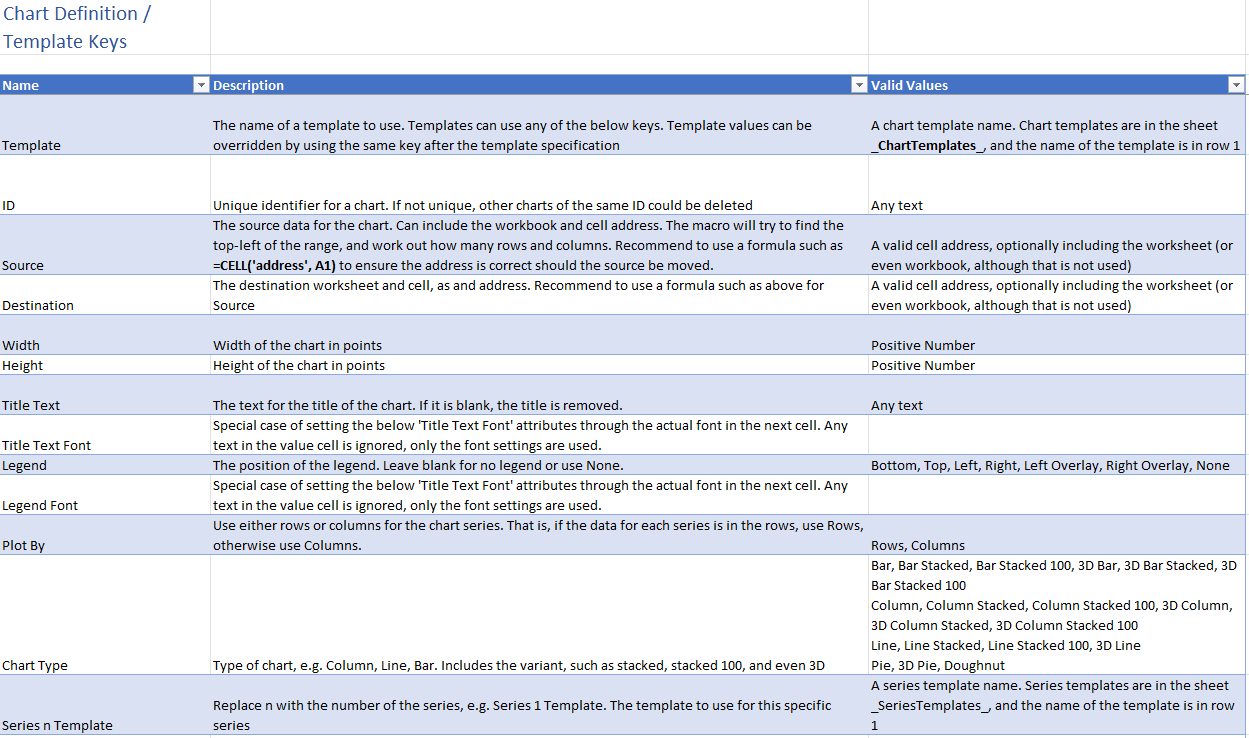 Chart Definition /
Template Keys
Name
Description
Valid Values
Template
The name of a template to use. Templates can use any of the below keys. Template values can be
overridden by using the same key after the template specification
A chart template name. Chart templates are in the sheet
_ChartTemplates_, and the name of the template is in row 1
ID
Unique identifier for a chart. If not unique, other charts of the same ID could be deleted
Any text
Source
The source data for the chart. Can include the workbook and cell address. The macro will try to find the
top-left of the range, and work out how many rows and columns. Recommend to use a formula such as
=CELL('address', A1) to ensure the address is correct should the source be moved.
A valid cell address, optionally including the worksheet (or
even workbook, although that is not used)
Destination
The destination worksheet and cell, as and address. Recommend to use a formula such as above for
Source
A valid cell address, optionally including the worksheet (or
even workbook, although that is not used)
Width
Width of the chart in points
Positive Number
Height
Height of the chart in points
Positive Number
Title Text
The text for the title of the chart. If it is blank, the title is removed.
Any text
Title Text Font
Special case of setting the below 'Title Text Font' attributes through the actual font in the next cell. Any
text in the value cell is ignored, only the font settings are used.
Legend
The position of the legend. Leave blank for no legend or use None.
Bottom, Top, Left, Right, Left Overlay, Right Overlay, None
Legend Font
Special case of setting the below 'Title Text Font' attributes through the actual font in the next cell. Any
text in the value cell is ignored, only the font settings are used.
Plot By
Use either rows or columns for the chart series. That is, if the data for each series is in the rows, use Rows,
otherwise use Columns.
Rows, Columns
Chart Type
Type of chart, e.g. Column, Line, Bar. Includes the variant, such as stacked, stacked 100, and even 3D
Bar, Bar Stacked, Bar Stacked 100, 3D Bar, 3D Bar Stacked, 3D
Bar Stacked 100
Column, Column Stacked, Column Stacked 100, 3D Column,
3D Column Stacked, 3D Column Stacked 100
Line, Line Stacked, Line Stacked 100, 3D Line
Pie, 3D Pie, Doughnut
Series n Template
Replace n with the number of the series, e.g. Series 1 Template. The template to use for this specific
series
A series template name. Series templates are in the sheet
_SeriesTemplates_, and the name of the template is in row
1